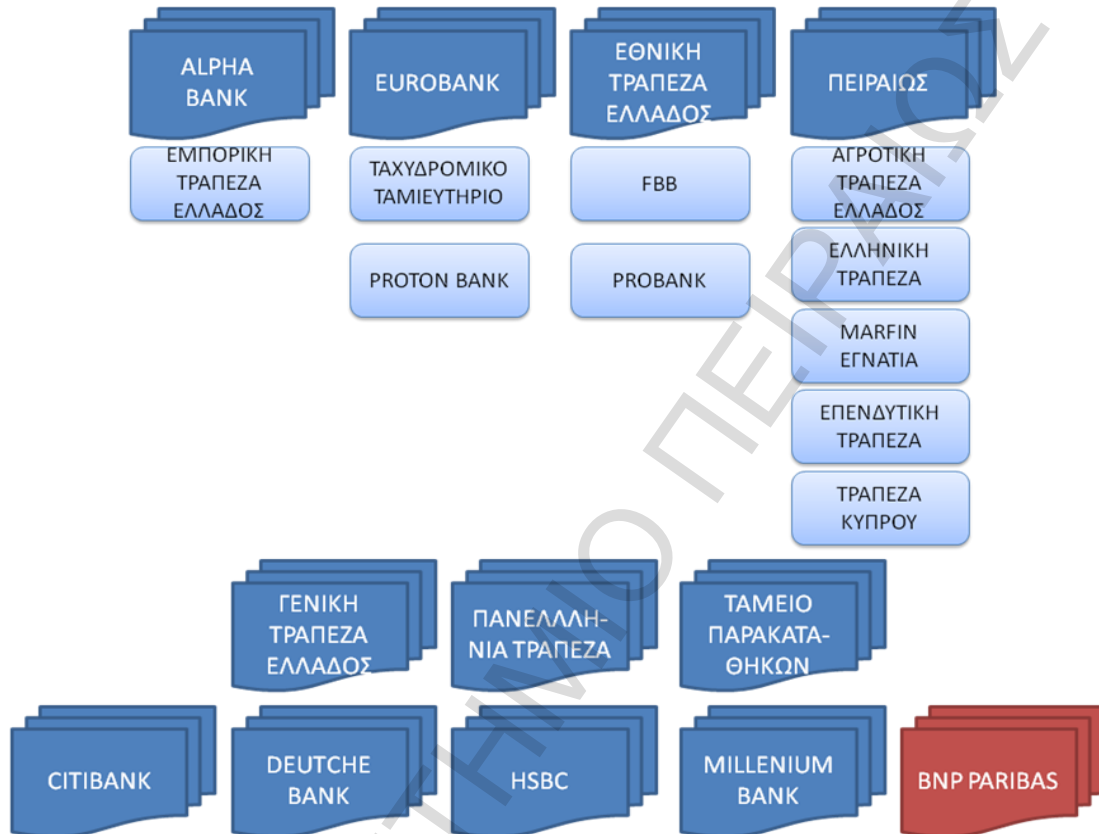 ALPHA
BANK
EUROBANK
ΕΘΝΙΚΗ
ΤΡΑΠΕΖΑ
ΕΛΛΑΔΟΣ
ΠΕΙΡΑΙΩΣ
ΕΜΠΟΡΙΚΗ
ΤΡΑΠΕΖΑ
ΕΛΛΑΔΟΣ
ΤΑΧΥΔΡΟΜΙΚΟ
ΤΑΜΙΕΥΤΗΡΙΟ
FBB
ΑΓΡΟΤΙΚΗ
ΤΡΑΠΕΖΑ
ΕΛΛΑΔΟΣ
PROTON BANK
PROBANK
ΕΛΛΗΝΙΚΗ
ΤΡΑΠΕΖΑ
MARFIN
ΕΓΝΑΤΙΑ
ΕΠΕΝΔΥΤΙΚΗ
ΤΡΑΠΕΖΑ
ΤΡΑΠΕΖΑ
ΚΥΠΡΟΥ
ΓΕΝΙΚΗ
ΤΡΑΠΕΖΑ
ΕΛΛΑΔΟΣ
ΠΑΝΕΛΛΗ-
ΝΙΑ ΤΡΑΠΕΖΑ
ΤΑΜΕΙΟ
ΠΑΡΑΚΑΤΑ-
ΘΗΚΩΝ
CITIBANK
DEUTCHE
BANK
HSBC
MILLENIUM
BANK
BNP PARIBAS
ΤΗΜΙΟ ΠΕΙΡΑΙΩΣ